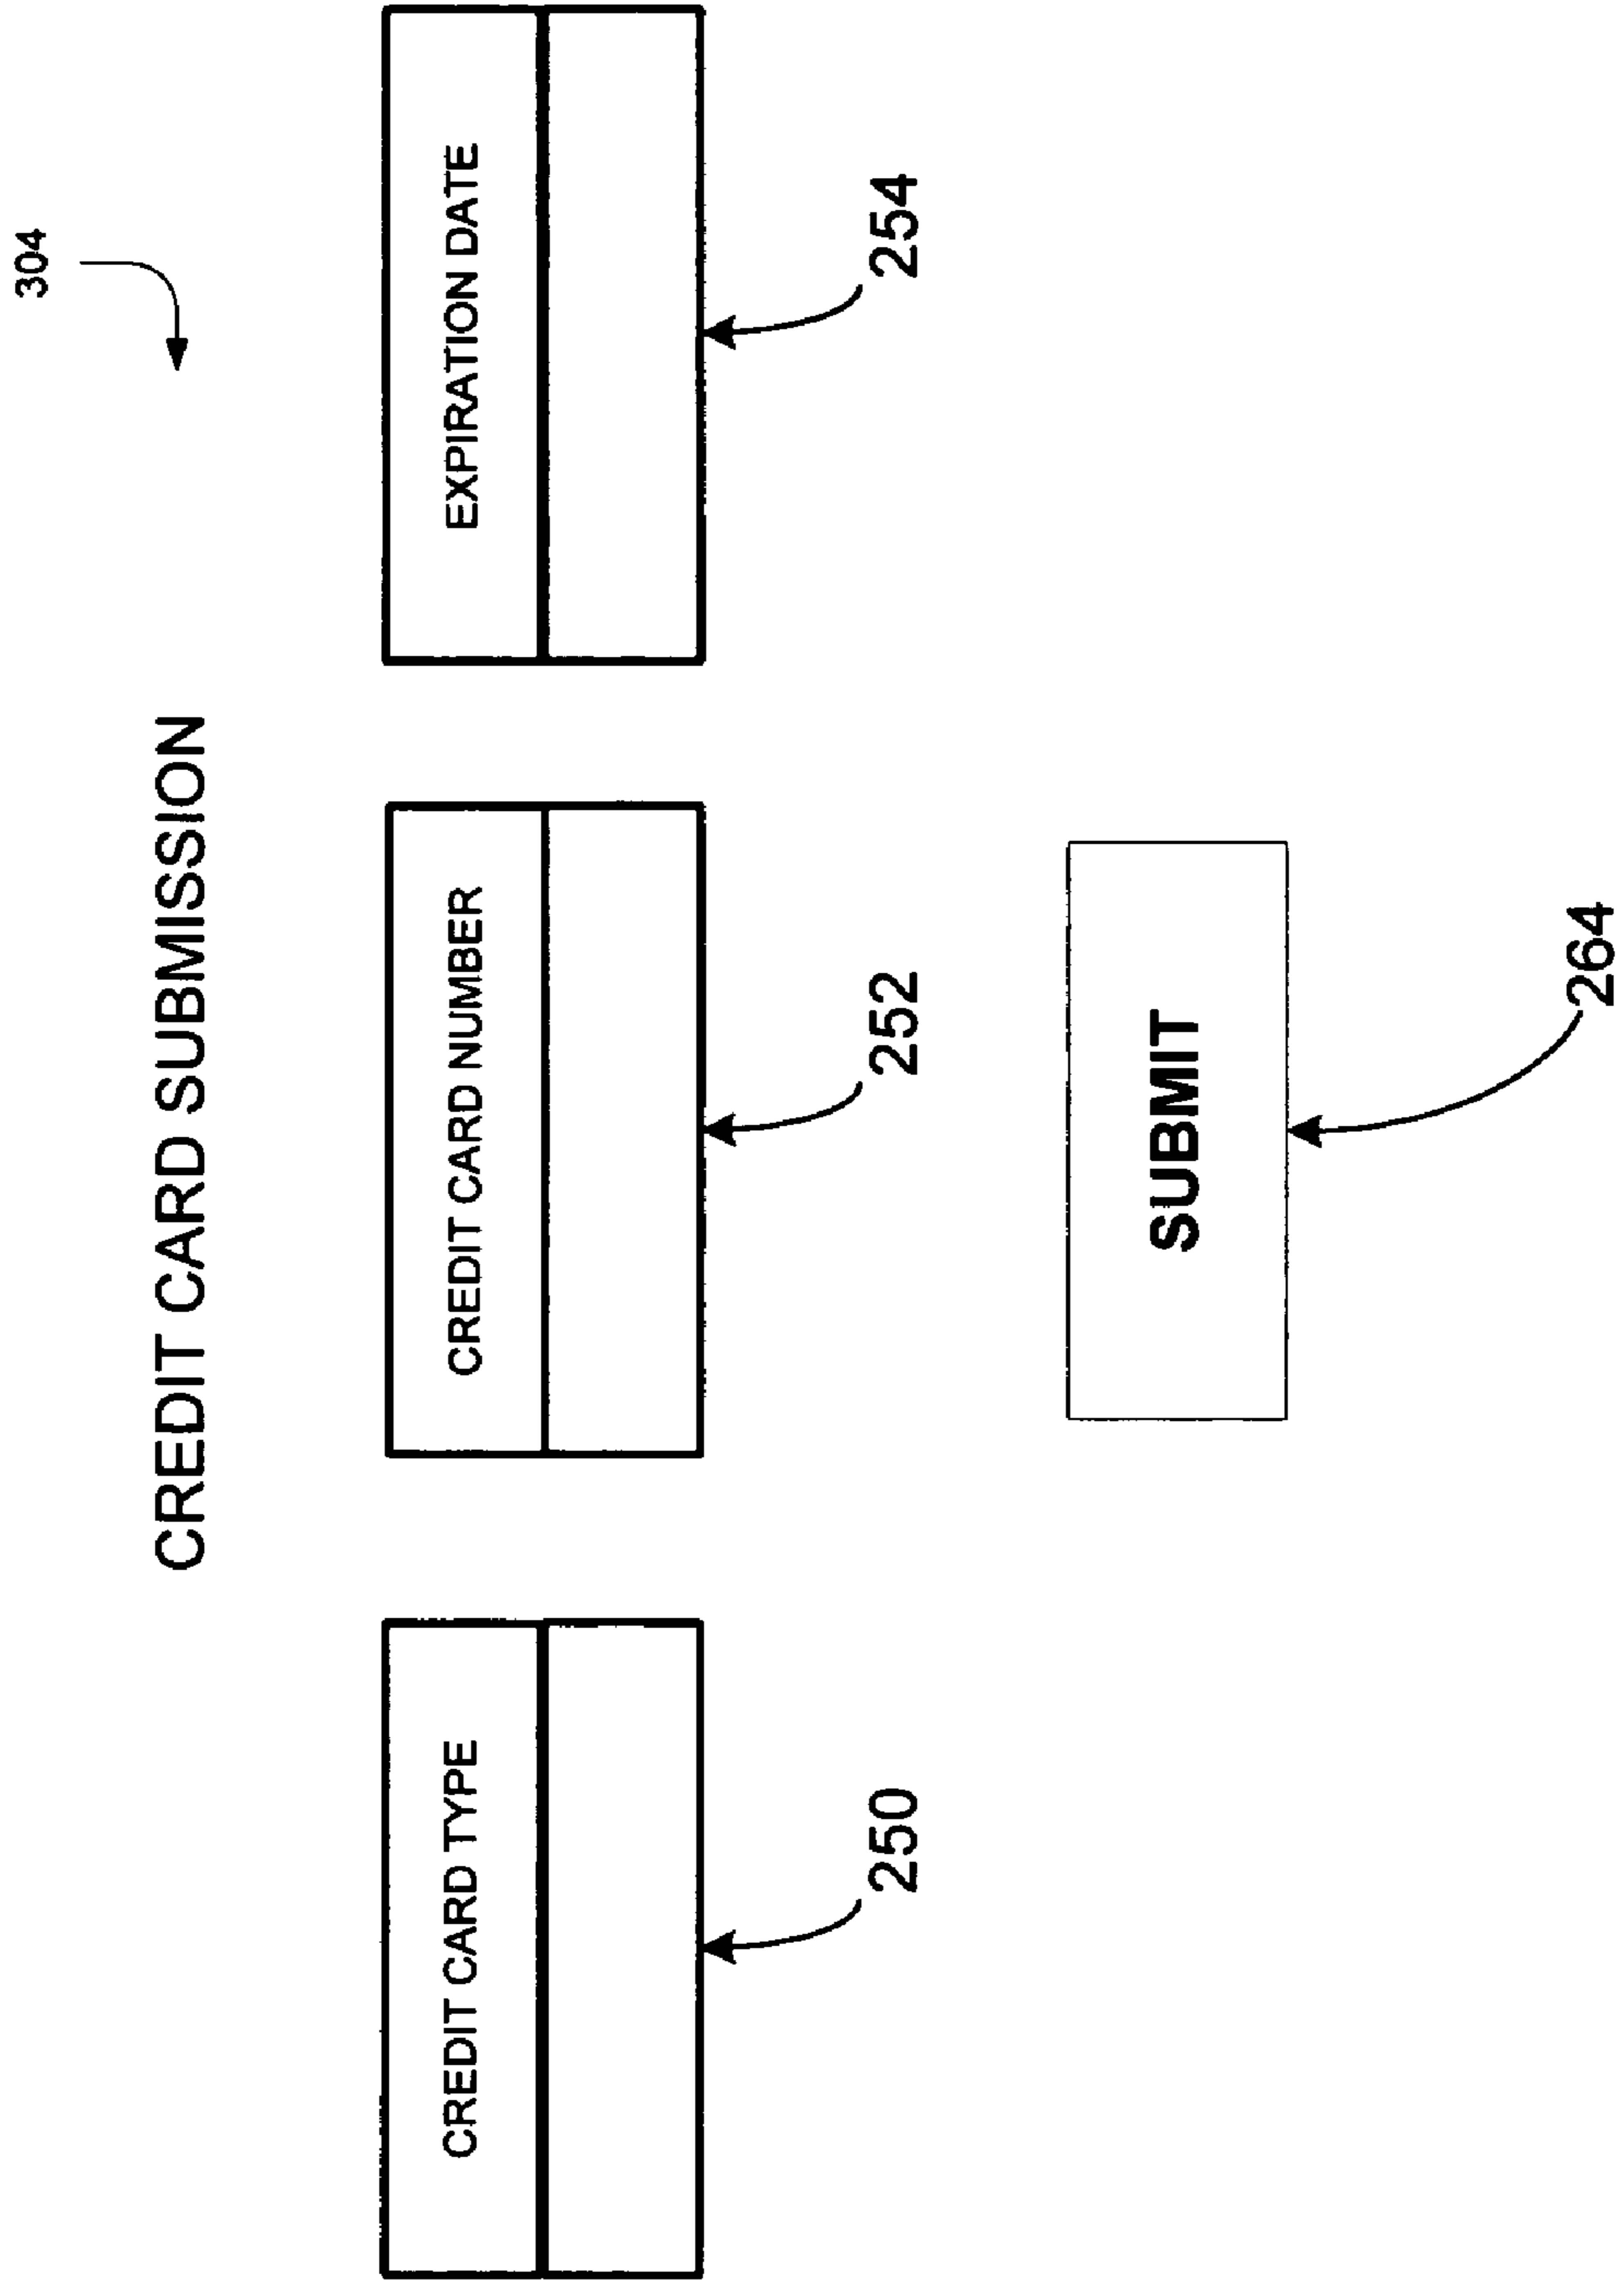 304
CREDIT CARD SUBMISSION
CREDIT CARD TYPE
CREDIT CARD NUMBER
EXPIRATION DATE
250
252
254
SUBMIT
264